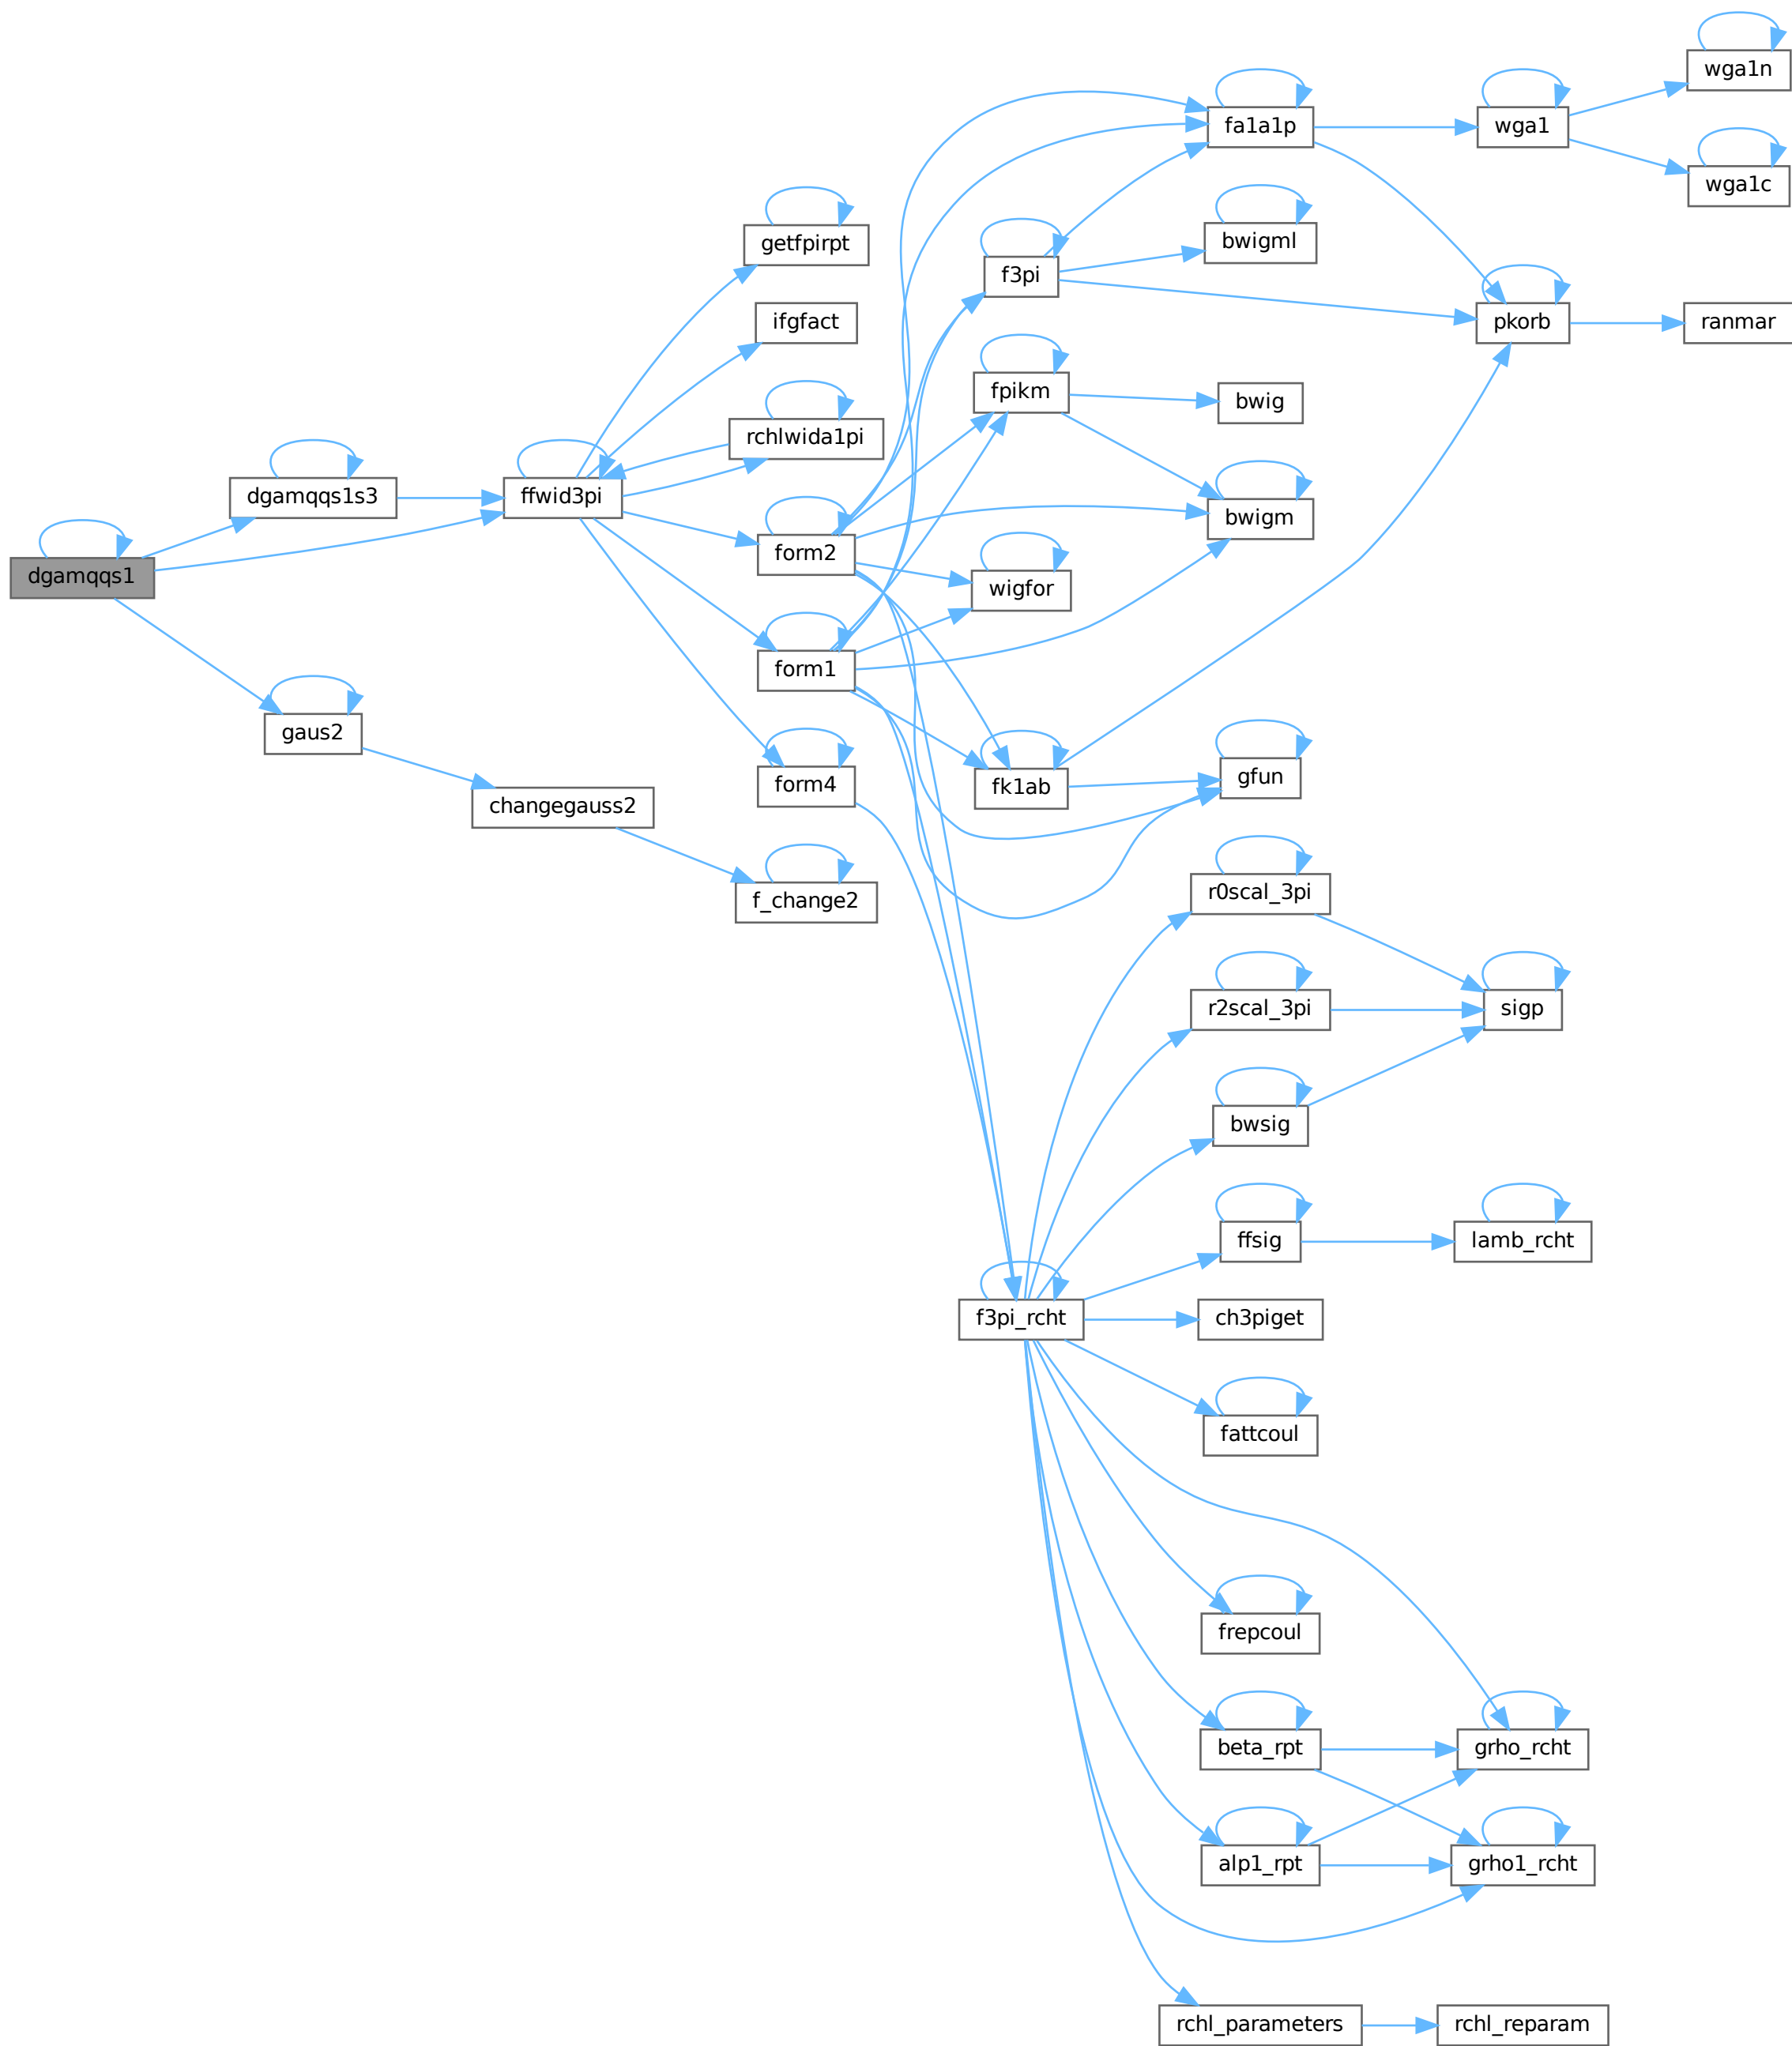 wga1n
fa1a1p
wga1
wga1c
getfpirpt
bwigml
f3pi
ifgfact
pkorb
ranmar
fpikm
bwig
rchlwida1pi
dgamqqs1s3
ffwid3pi
bwigm
form2
dgamqqs1
wigfor
form1
gaus2
form4
fk1ab
gfun
changegauss2
r0scal_3pi
f_change2
r2scal_3pi
sigp
bwsig
ffsig
lamb_rcht
f3pi_rcht
ch3piget
fattcoul
frepcoul
beta_rpt
grho_rcht
alp1_rpt
grho1_rcht
rchl_parameters
rchl_reparam